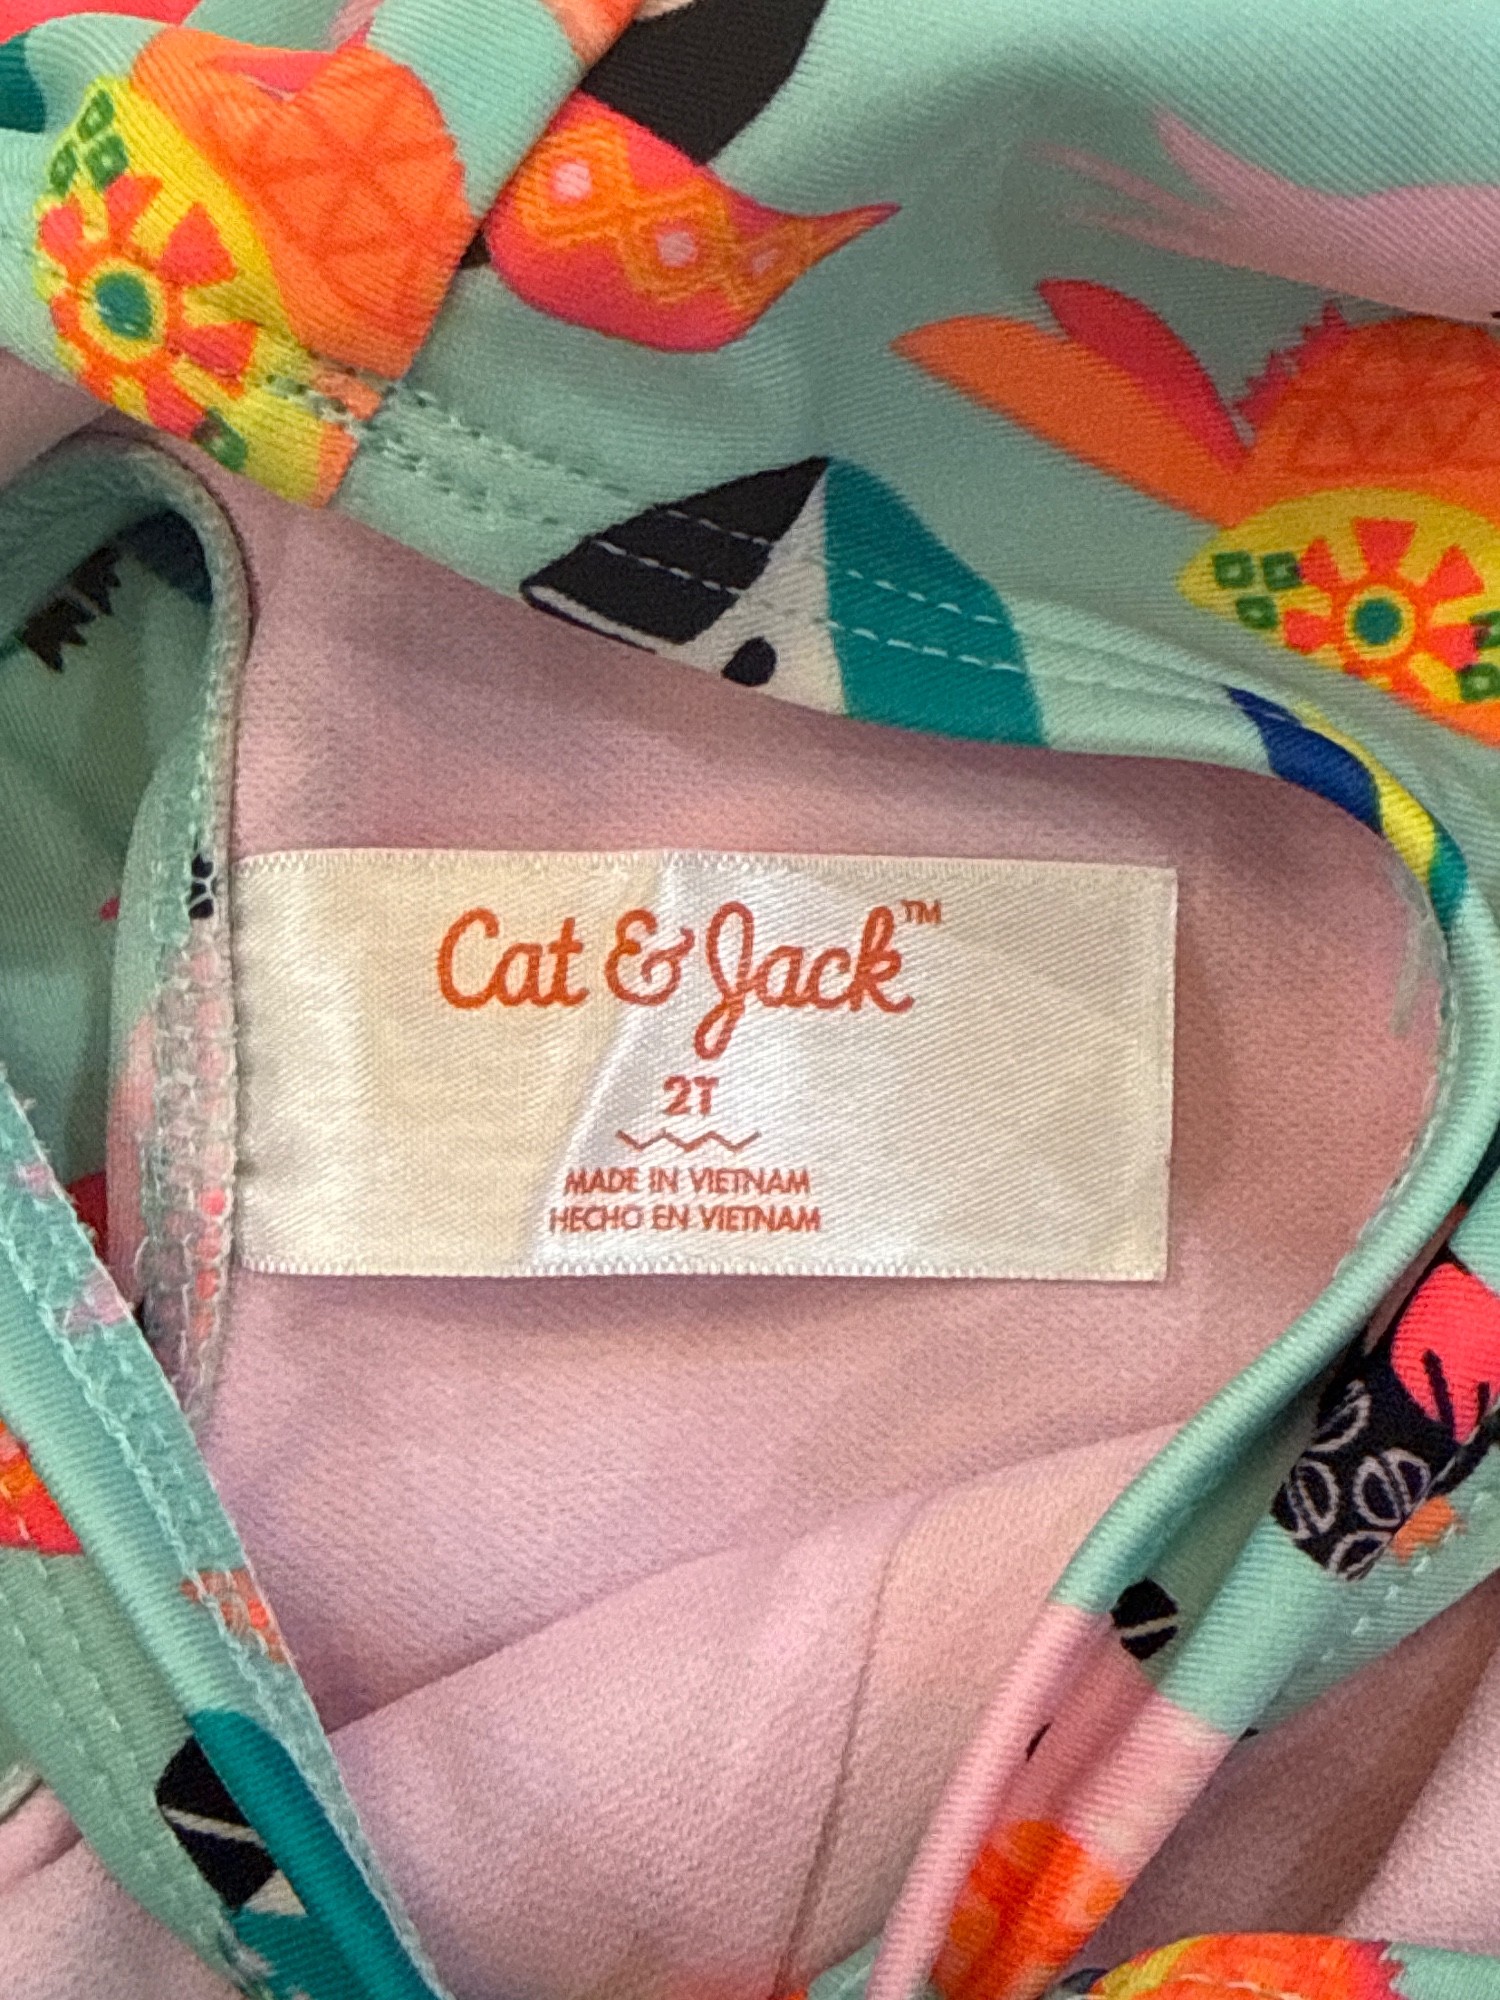 Cat & Jack™
2T
MADE IN VIETNAM
HECHO EN VIETNAM